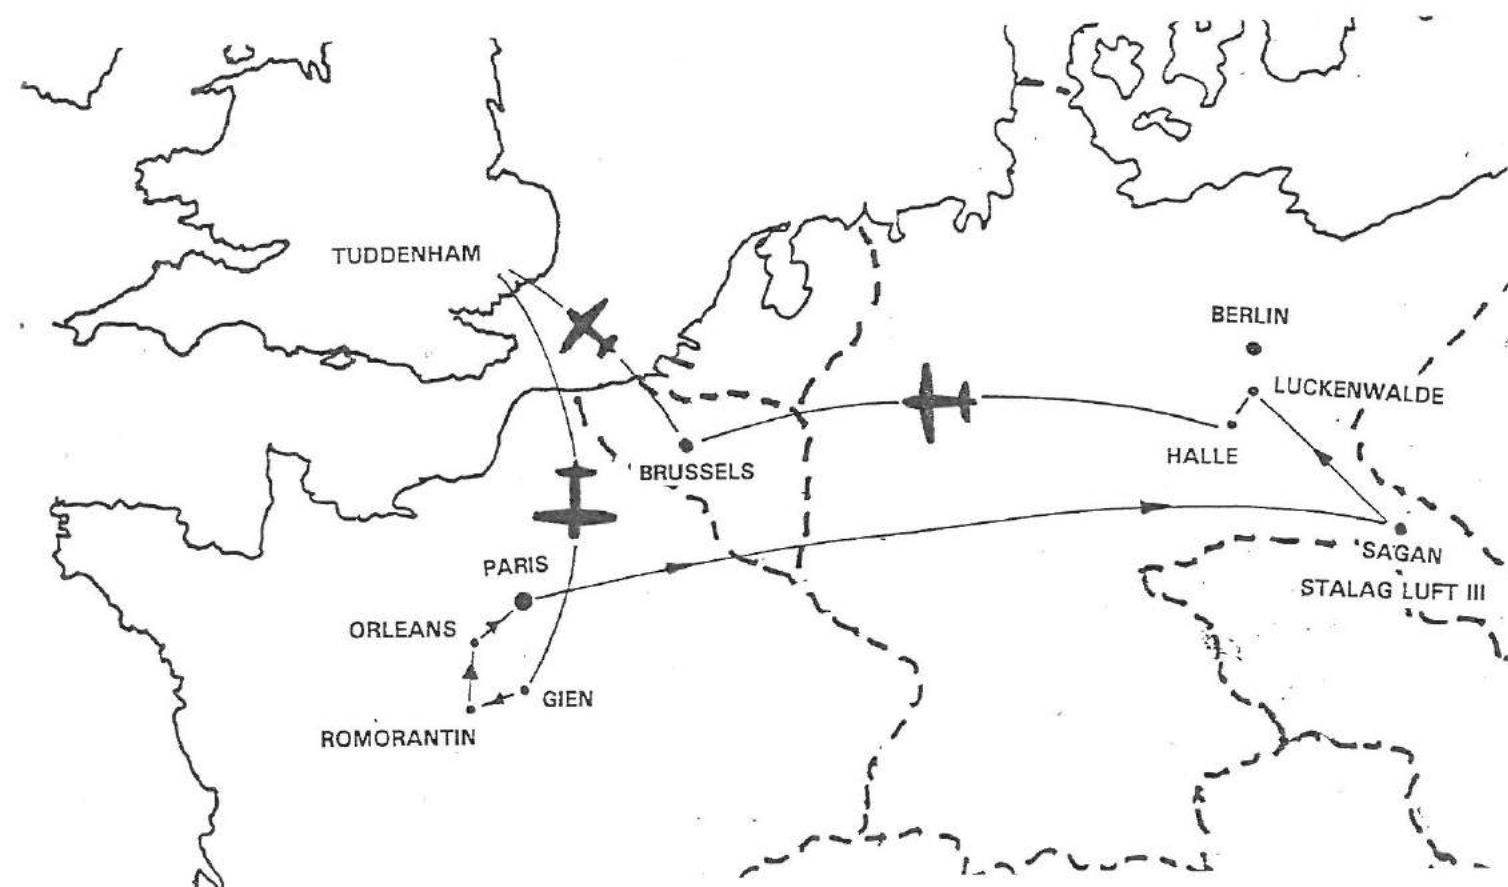 TUDDENHAM
BERLIN
LUCKENWALDE
HALLE
BRUSSELS
SAGAN
STALAG LUFT III
PARIS
ORLEANS
GIEN
ROMORANTIN